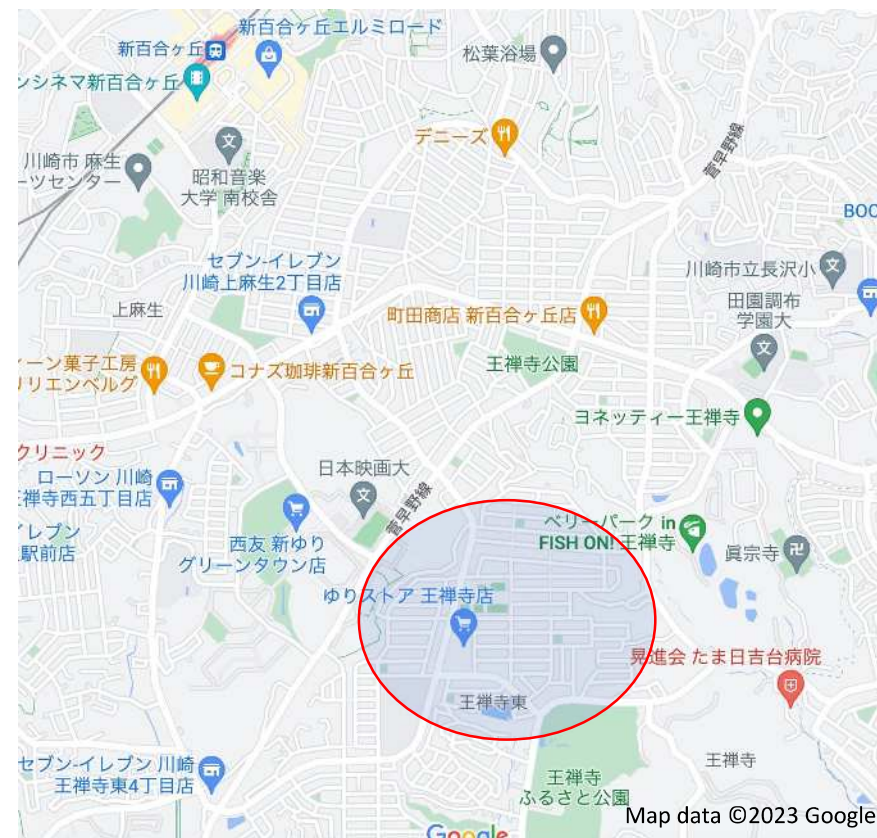 新百合ヶ丘エルミロード
新百合ヶ丘
松葉浴場
ンシネマ新百合ヶ丘
デニーズ
菅早野線
川崎市 麻生
ーツセンター
昭和音楽
大学 南校舎
BOO
セブン-イレブン
川崎上麻生2丁目店
川崎市立長沢小
田園調布
学園大
上麻生
町田商店 新百合ヶ丘店
王禅寺公園
ーン菓子工房
リリエンベルグ
コナズ珈琲新百合ヶ丘
ヨネッティー王禅寺
クリニック
ローソン 川崎
王禅寺西五丁目店
日本映画大
菅早野線
ベリーパーク in
FISH ON! 王禅寺
イレブン
駅前店
西友 新ゆり
グリーンタウン店
眞宗寺
ゆりストア 王禅寺店
晃進会 たま日吉台病院
王禅寺東
セブン-イレブン 川崎
王禅寺東4丁目店
王禅寺
王禅寺
ふるさと公園
Map data ©2023 Google
Google